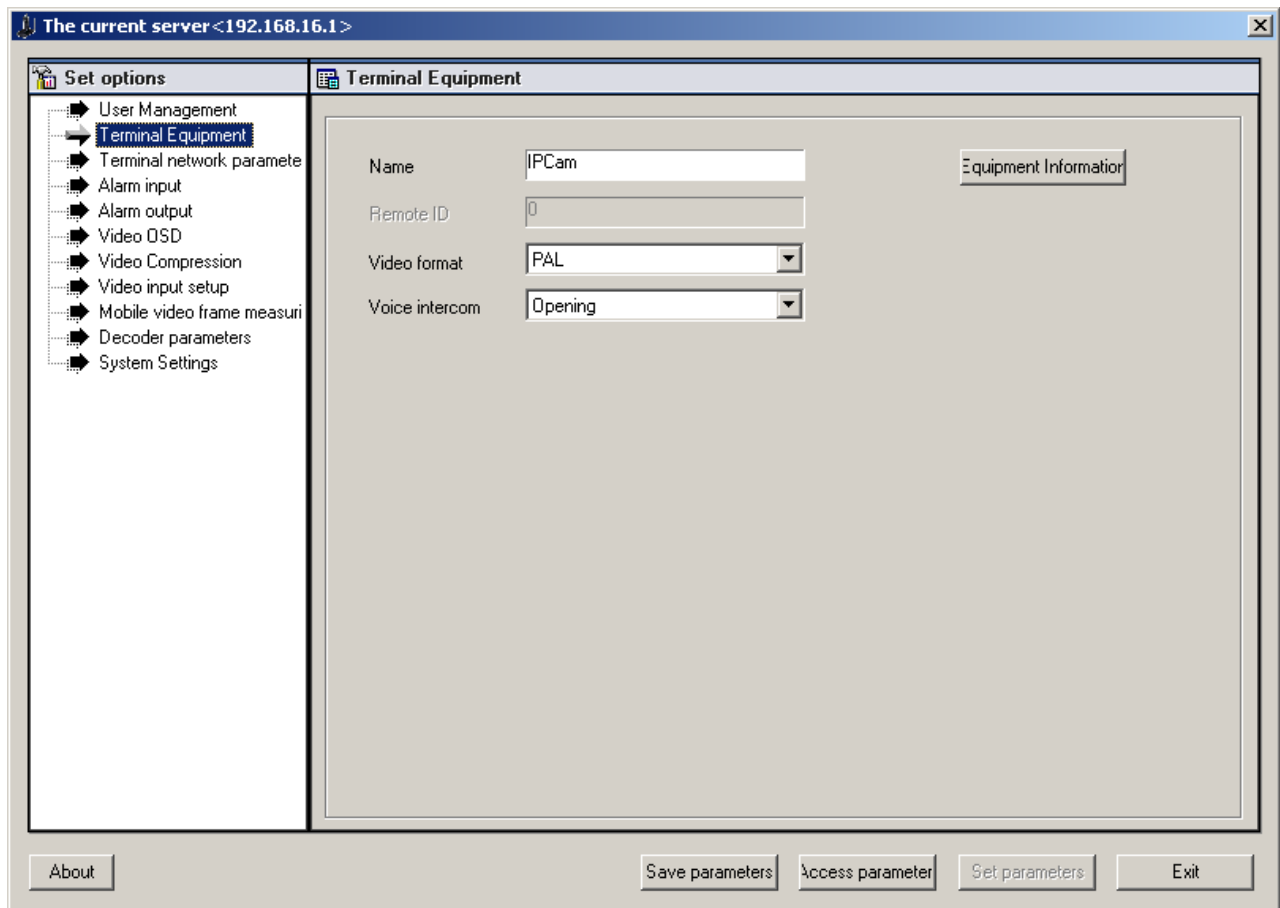 The current server<192.168.16.1>
Set options
User Management
Terminal Equipment
Terminal network paramete
Alarm input
Alarm output
Video OSD
Video Compression
Video input setup
Mobile video frame measuri
Decoder parameters
System Settings
Terminal Equipment
Name IPCam Equipment Information
Remote ID 0
Video format PAL
Voice intercom Opening
About Save parameters Access parameter Set parameters Exit